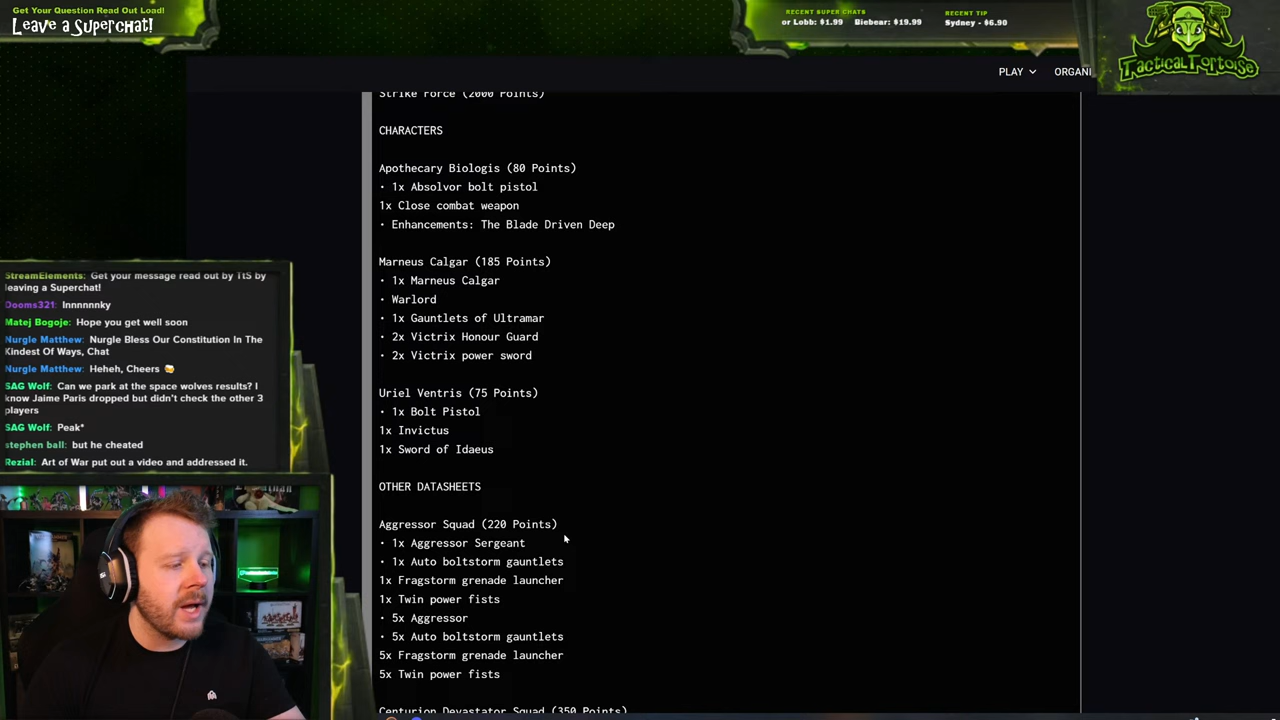 Get Your Question Read Out Load!
Leave a Superchat!
RECENT SUPER CHATS
or Lobb: $1.99 Biebear: $19.99
RECENT TIP
Sydney - $6.90
TACTICALTORTOISE
PLAY
ORGANI
Strike Force (2000 Points)
CHARACTERS
Apothecary Biologis (80 Points)
• 1x Absolvor bolt pistol
1x Close combat weapon
• Enhancements: The Blade Driven Deep
Marneus Calgar (185 Points)
• 1x Marneus Calgar
• Warlord
• 1x Gauntlets of Ultramar
• 2x Victrix Honour Guard
• 2x Victrix power sword
Uriel Ventris (75 Points)
• 1x Bolt Pistol
1x Invictus
1x Sword of Idaeus
OTHER DATASHEETS
Aggressor Squad (220 Points)
• 1x Aggressor Sergeant
• 1x Auto boltstorm gauntlets
1x Fragstorm grenade launcher
1x Twin power fists
• 5x Aggressor
• 5x Auto boltstorm gauntlets
5x Fragstorm grenade launcher
5x Twin power fists
Centurion Devastator Squad (350 Points)
StreamElements: Get your message read out by TTS by
leaving a Superchat!
Dooms321: Innnnnnky
Matej Bogoje: Hope you get well soon
Nurgle Matthew: Nurgle Bless Our Constitution In The
Kindest Of Ways, Chat
Nurgle Matthew: Heheh, Cheers 🍻
SAG Wolf: Can we park at the space wolves results? I
know Jaime Paris dropped but didn't check the other 3
players
SAG Wolf: Peak*
stephen ball: but he cheated
Rezial: Art of War put out a video and addressed it.